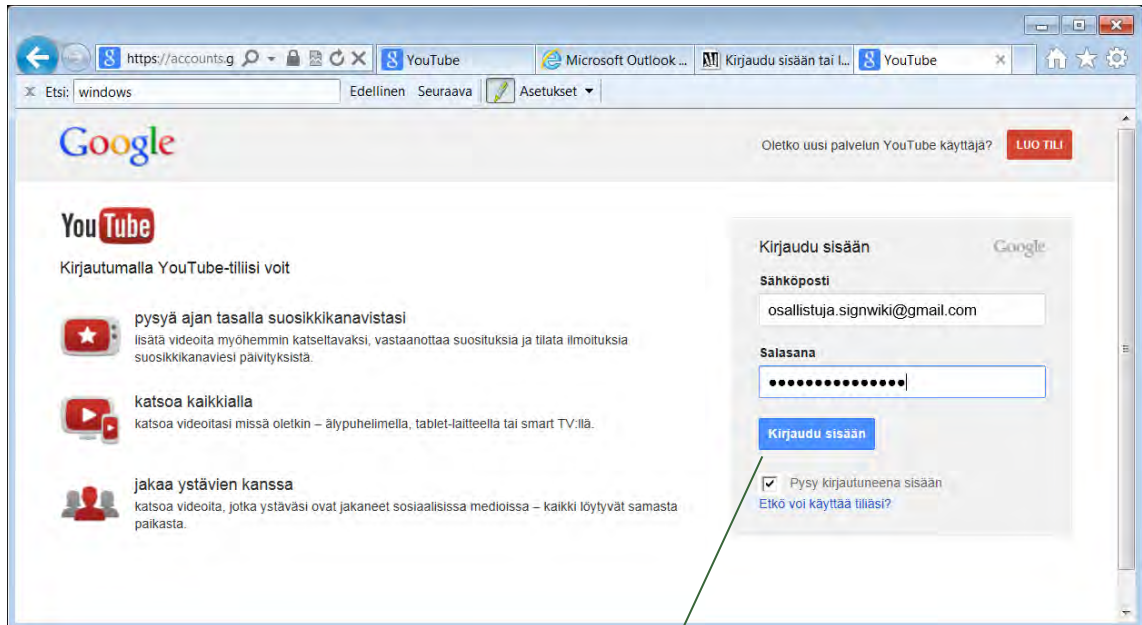 https://accounts.g
YouTube
Microsoft Outlook ...
Kirjaudu sisään tai l...
YouTube
Etsi: windows
Edellinen Seuraava Asetukset
Google
Oletko uusi palvelun YouTube käyttäjä?
LUO TILI
YouTube
Kirjautumalla YouTube-tiliisi voit
pysyä ajan tasalla suosikkikanavistasi
lisätä videoita myöhemmin katseltavaksi, vastaanottaa suosituksia ja tilata ilmoituksia
suosikkikanaviesi päivityksistä.
katsoa kaikkialla
katsoa videoitasi missä oletkin – älypuhelimella, tablet-laitteella tai smart TV:llä.
jakaa ystävien kanssa
katsoa videoita, jotka ystäväsi ovat jakaneet sosiaalisissa medioissa – kaikki löytyvät samasta
paikasta.
Kirjaudu sisään Google
Sähköposti
osallistuja.signwiki@gmail.com
Salasana
●●●●●●●●●●●●●●●
Kirjaudu sisään
Pysy kirjautuneena sisään
Etkö voi käyttää tiliäsi?